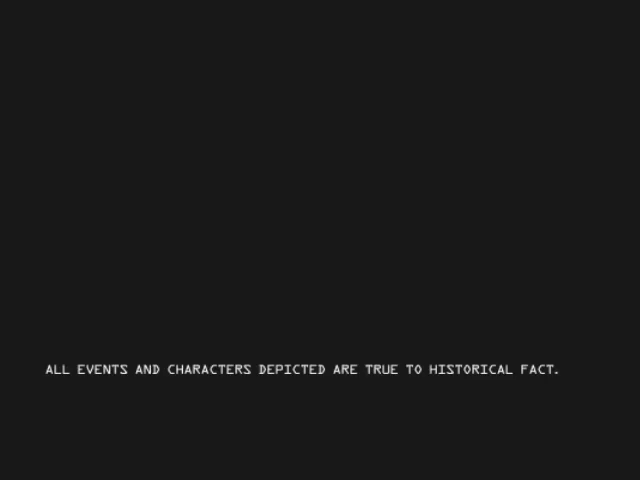 ALL EVENTS AND CHARACTERS DEPICTED ARE TRUE TO HISTORICAL FACT.